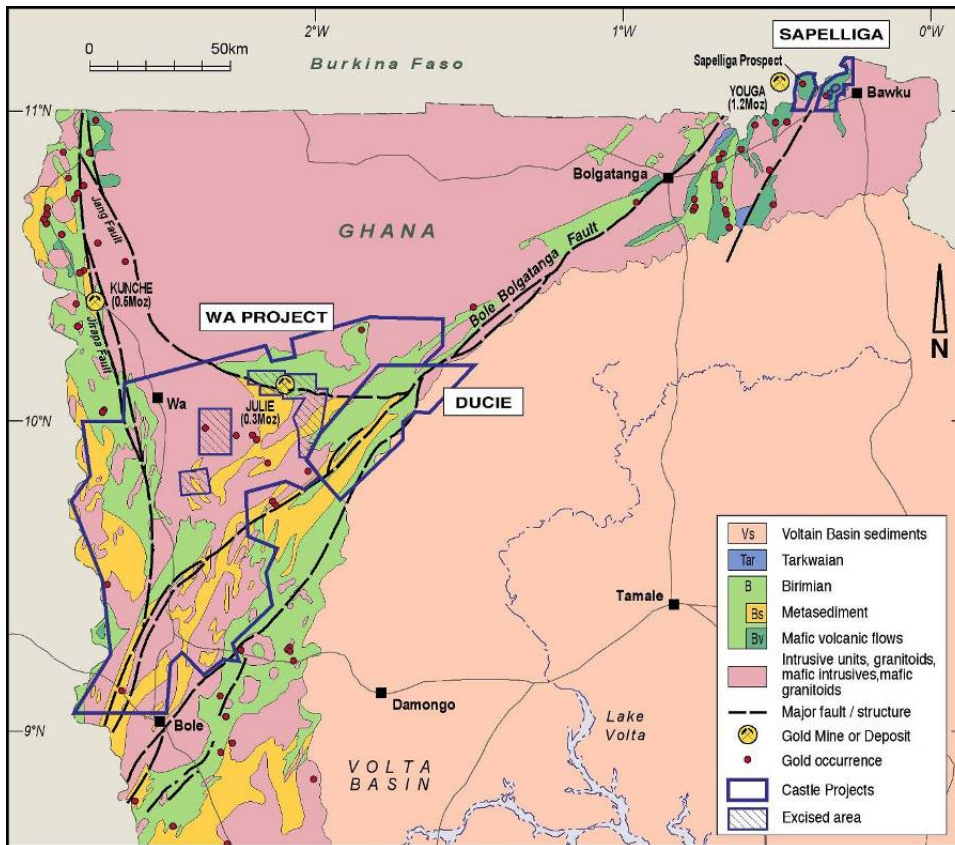 0
50km
2°W
1°W
0°W
Burkina Faso
SAPELLIGA
Sapelliga Prospect
YOUGA
(1.2Moz)
Bawku
11°N
Bolgatanga
Jang Fault
GHANA
Bole Bolgatanga Fault
KUNCHE
(0.5Moz)
Jirapa Fault
WA PROJECT
N
Wa
JULIE
(0.3Moz)
DUCIE
10°N
Tamale
Damongo
Bole
9°N
Lake
Volta
VOLTA
BASIN
Vs Voltain Basin sediments
Tar Tarkwaian
B Birimian
Bs Metasediment
Bv Mafic volcanic flows
Intrusive units, granitoids,
mafic intrusives,mafic
granitoids
Major fault / structure
Gold Mine or Deposit
Gold occurrence
Castle Projects
Excised area